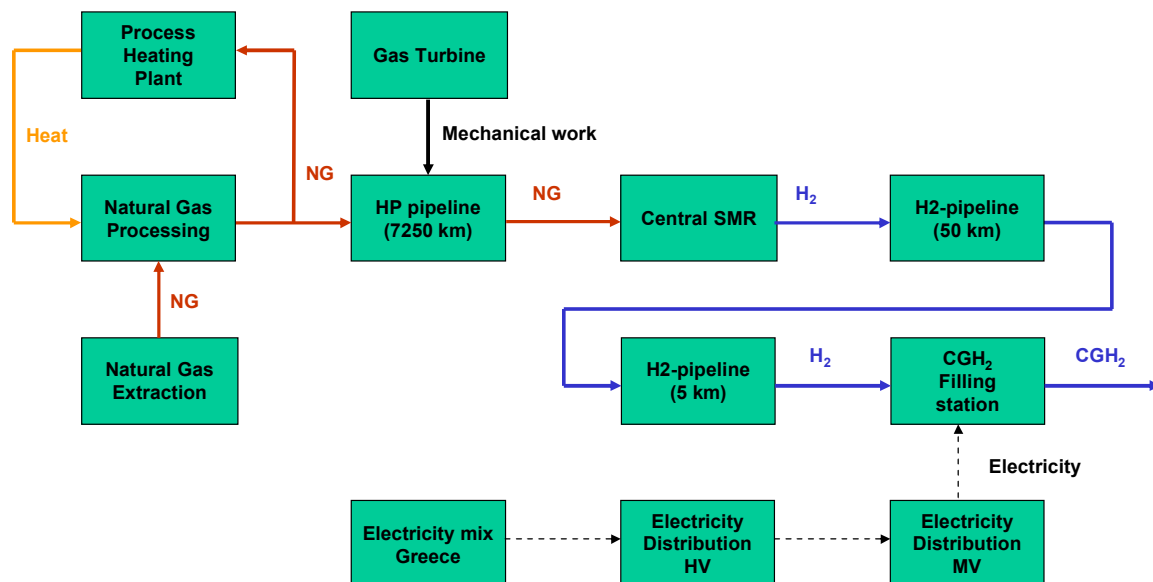 Process
Heating
Plant
Gas Turbine
Heat
Mechanical work
NG
Natural Gas
Processing
HP pipeline
(7250 km)
NG
Central SMR
H₂
H2-pipeline
(50 km)
NG
Natural Gas
Extraction
H2-pipeline
(5 km)
H₂
CGH₂
Filling
station
CGH₂
Electricity
Electricity mix
Greece
Electricity
Distribution
HV
Electricity
Distribution
MV